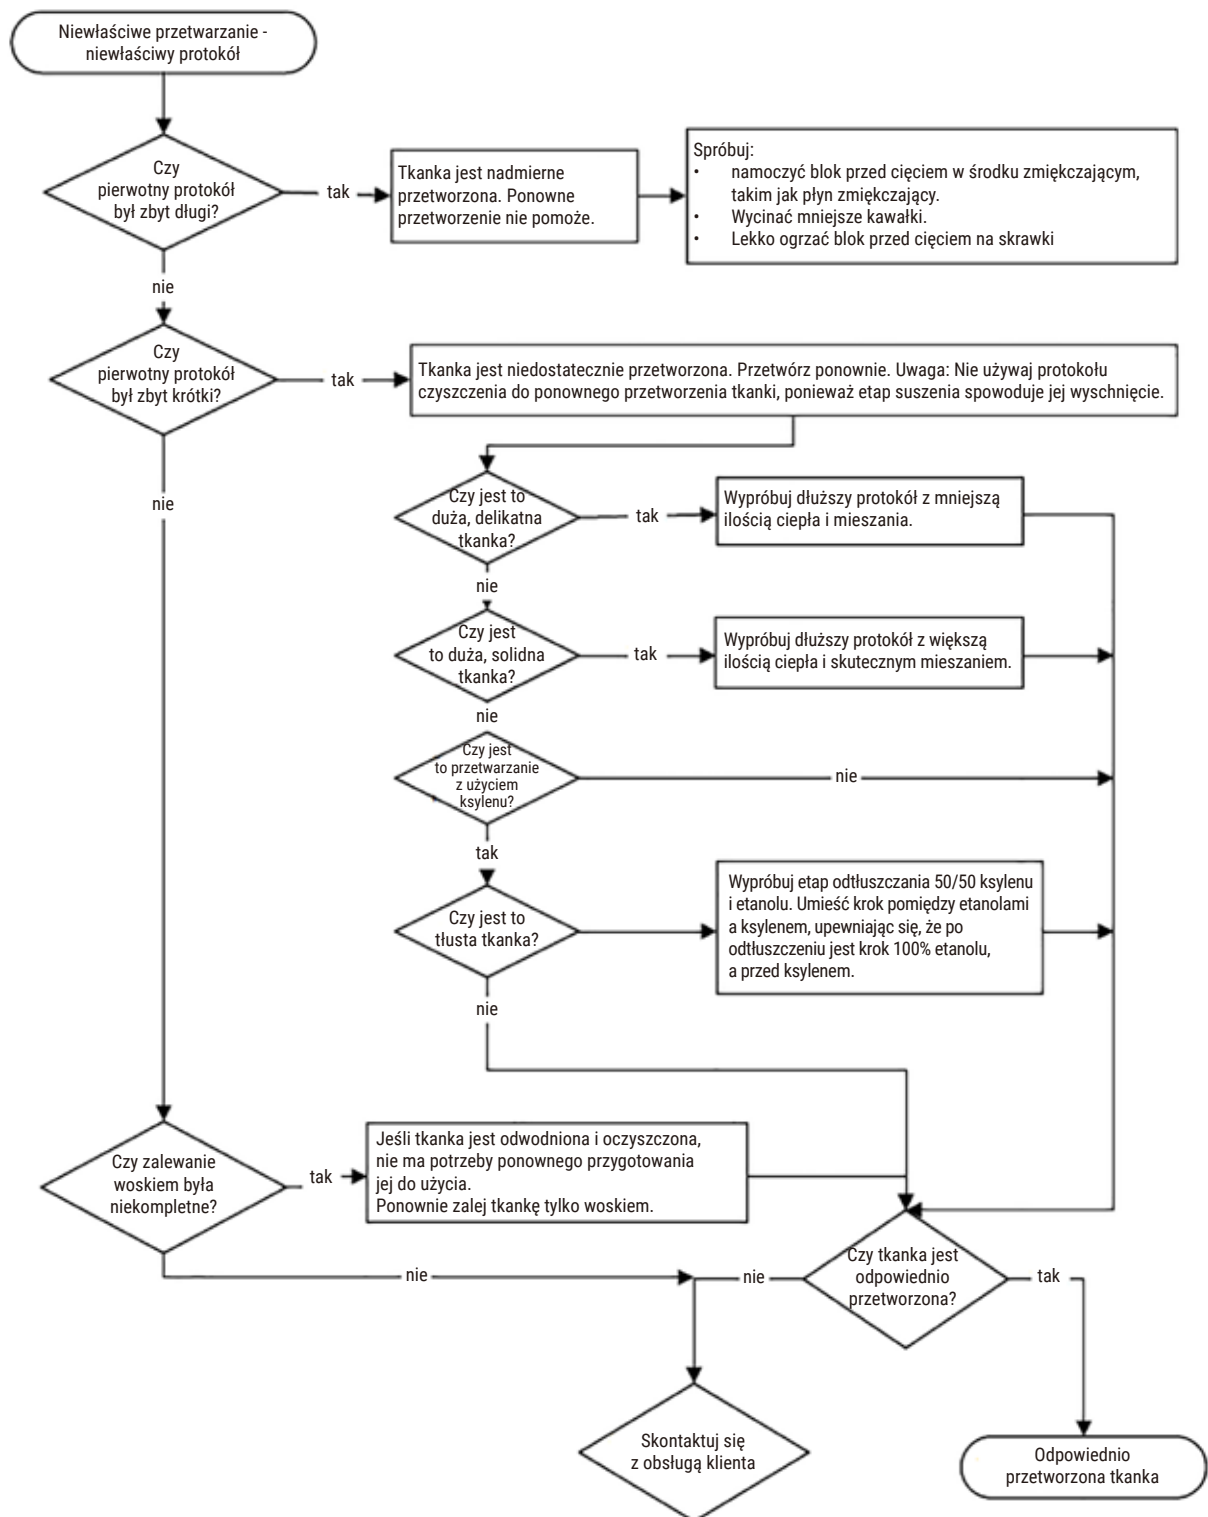 Niewłaściwe przetwarzanie -
niewłaściwy protokół
Czy
pierwotny protokół
był zbyt długi?
tak
Tkanka jest nadmierne
przetworzona. Ponowne
przetworzenie nie pomoże.
Spróbuj:
• namoczyć blok przed cięciem w środku zmiękczającym,
takim jak płyn zmiękczający.
• Wycinać mniejsze kawałki.
• Lekko ogrzać blok przed cięciem na skrawki
nie
Czy
pierwotny protokół
był zbyt krótki?
tak
Tkanka jest niedostatecznie przetworzona. Przetwórz ponownie. Uwaga: Nie używaj protokołu
czyszczenia do ponownego przetworzenia tkanki, ponieważ etap suszenia spowoduje jej wyschnięcie.
nie
Czy jest to
duża, delikatna
tkanka?
tak
Wypróbuj dłuższy protokół z mniejszą
ilością ciepła i mieszania.
nie
Czy jest
to duża, solidna
tkanka?
tak
Wypróbuj dłuższy protokół z większą
ilością ciepła i skutecznym mieszaniem.
nie
Czy jest
to przetwarzanie
z użyciem
ksylenu?
nie
tak
Czy jest to
tłusta tkanka?
Wypróbuj etap odtłuszczania 50/50 ksylenu
i etanolu. Umieść krok pomiędzy etanolami
a ksylenem, upewniając się, że po
odtłuszczeniu jest krok 100% etanolu,
a przed ksylenem.
nie
Czy zalewanie
woskiem była
niekompletne?
tak
Jeśli tkanka jest odwodniona i oczyszczona,
nie ma potrzeby ponownego przygotowania
jej do użycia.
Ponownie zalej tkankę tylko woskiem.
nie
Czy tkanka jest
odpowiednio
przetworzona?
nie
tak
Skontaktuj się
z obsługą klienta
Odpowiednio
przetworzona tkanka